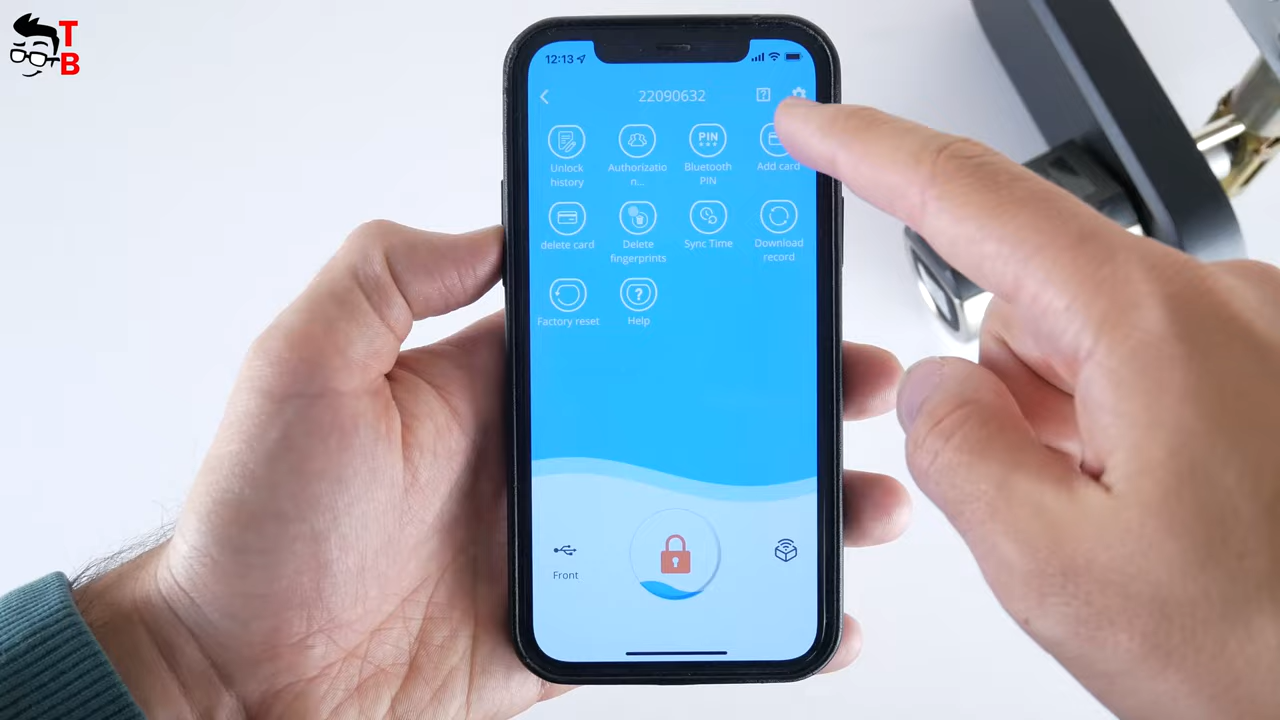 T
B
12:13
22090632
Unlock
history
Authorizatio
n...
PIN
Bluetooth
PIN
Add card
delete card
Delete
fingerprints
Sync Time
Download
record
Factory reset
?
Help
Front